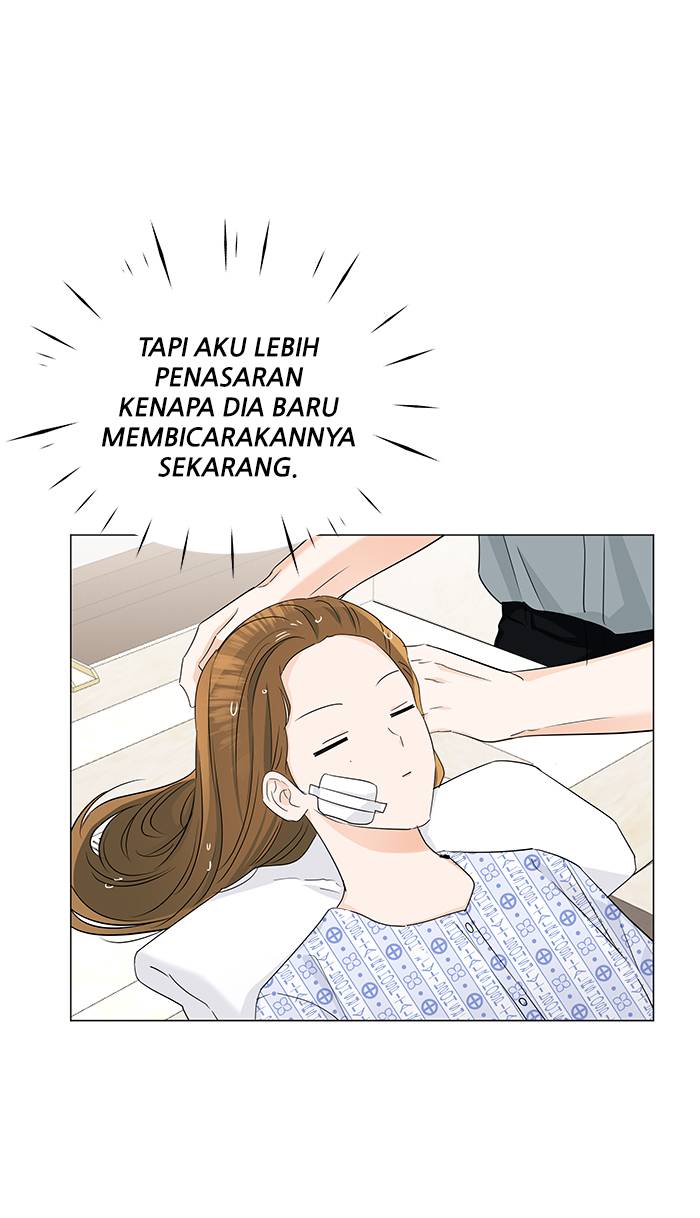 TAPI AKU LEBIH
PENASARAN
KENAPA DIA BARU
MEMBICARAKANNYA
SEKARANG.